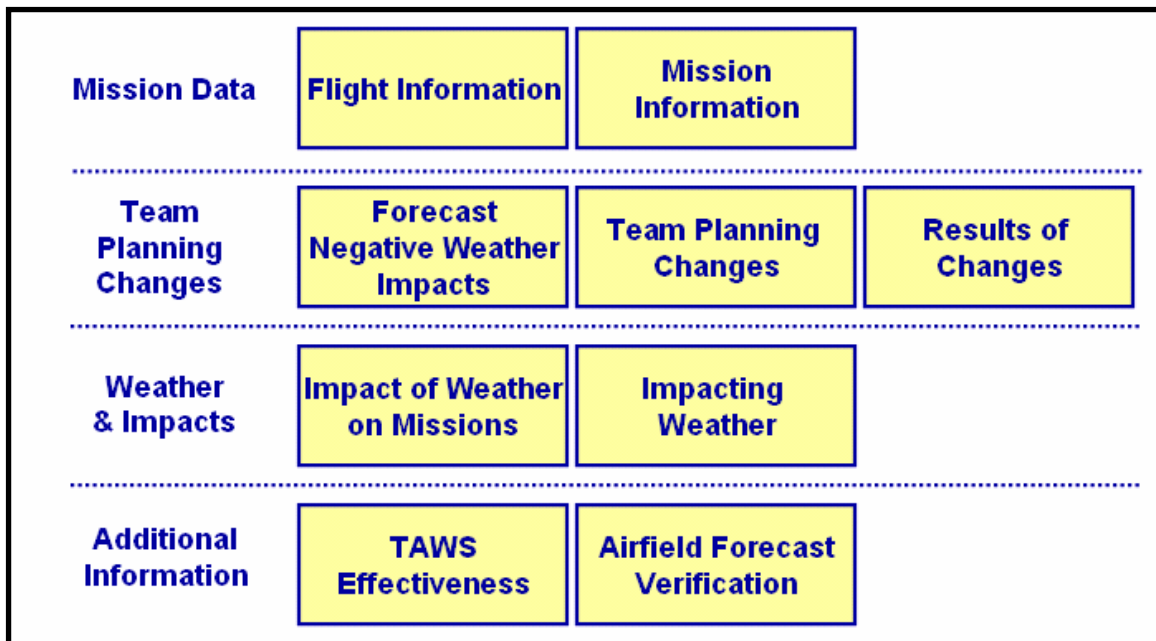 Mission Data
Flight Information
Mission
Information
Team
Planning
Changes
Forecast
Negative Weather
Impacts
Team Planning
Changes
Results of
Changes
Weather
& Impacts
Impact of Weather
on Missions
Impacting
Weather
Additional
Information
TAWS
Effectiveness
Airfield Forecast
Verification